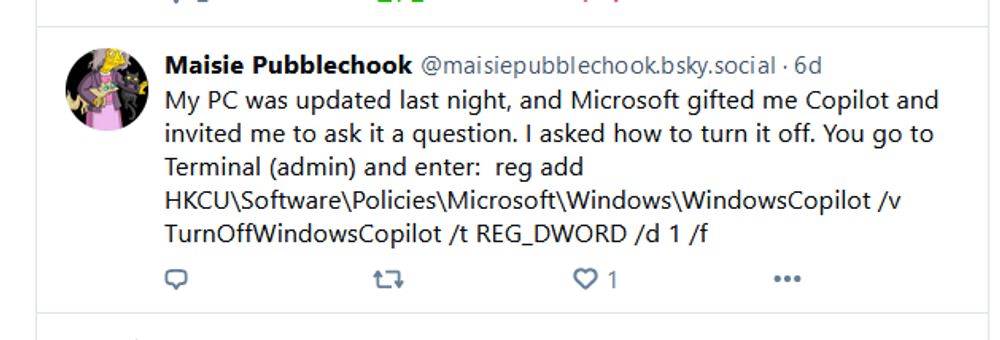 Maisie Pubblechook @maisiepubblechook.bsky.social · 6d
My PC was updated last night, and Microsoft gifted me Copilot and
invited me to ask it a question. I asked how to turn it off. You go to
Terminal (admin) and enter:  reg add
HKCU\Software\Policies\Microsoft\Windows\WindowsCopilot /v
TurnOffWindowsCopilot /t REG_DWORD /d 1 /f
1